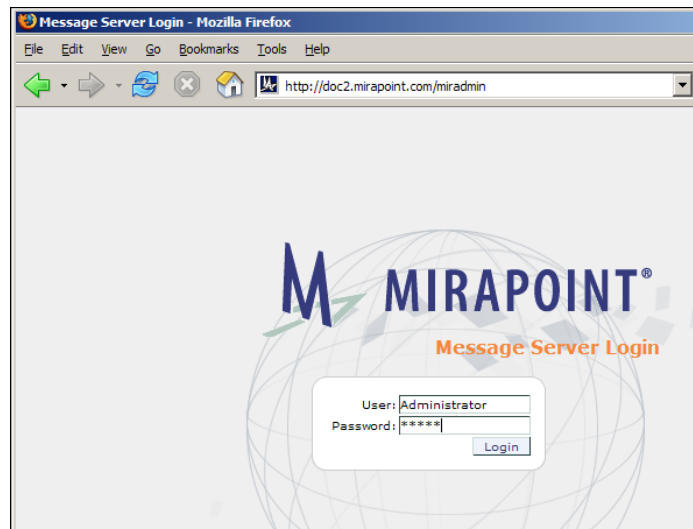 Message Server Login - Mozilla Firefox
File Edit View Go Bookmarks Tools Help
http://doc2.mirapoint.com/miradmin
MIRAPOINT®
Message Server Login
User: Administrator
Password: *****
Login